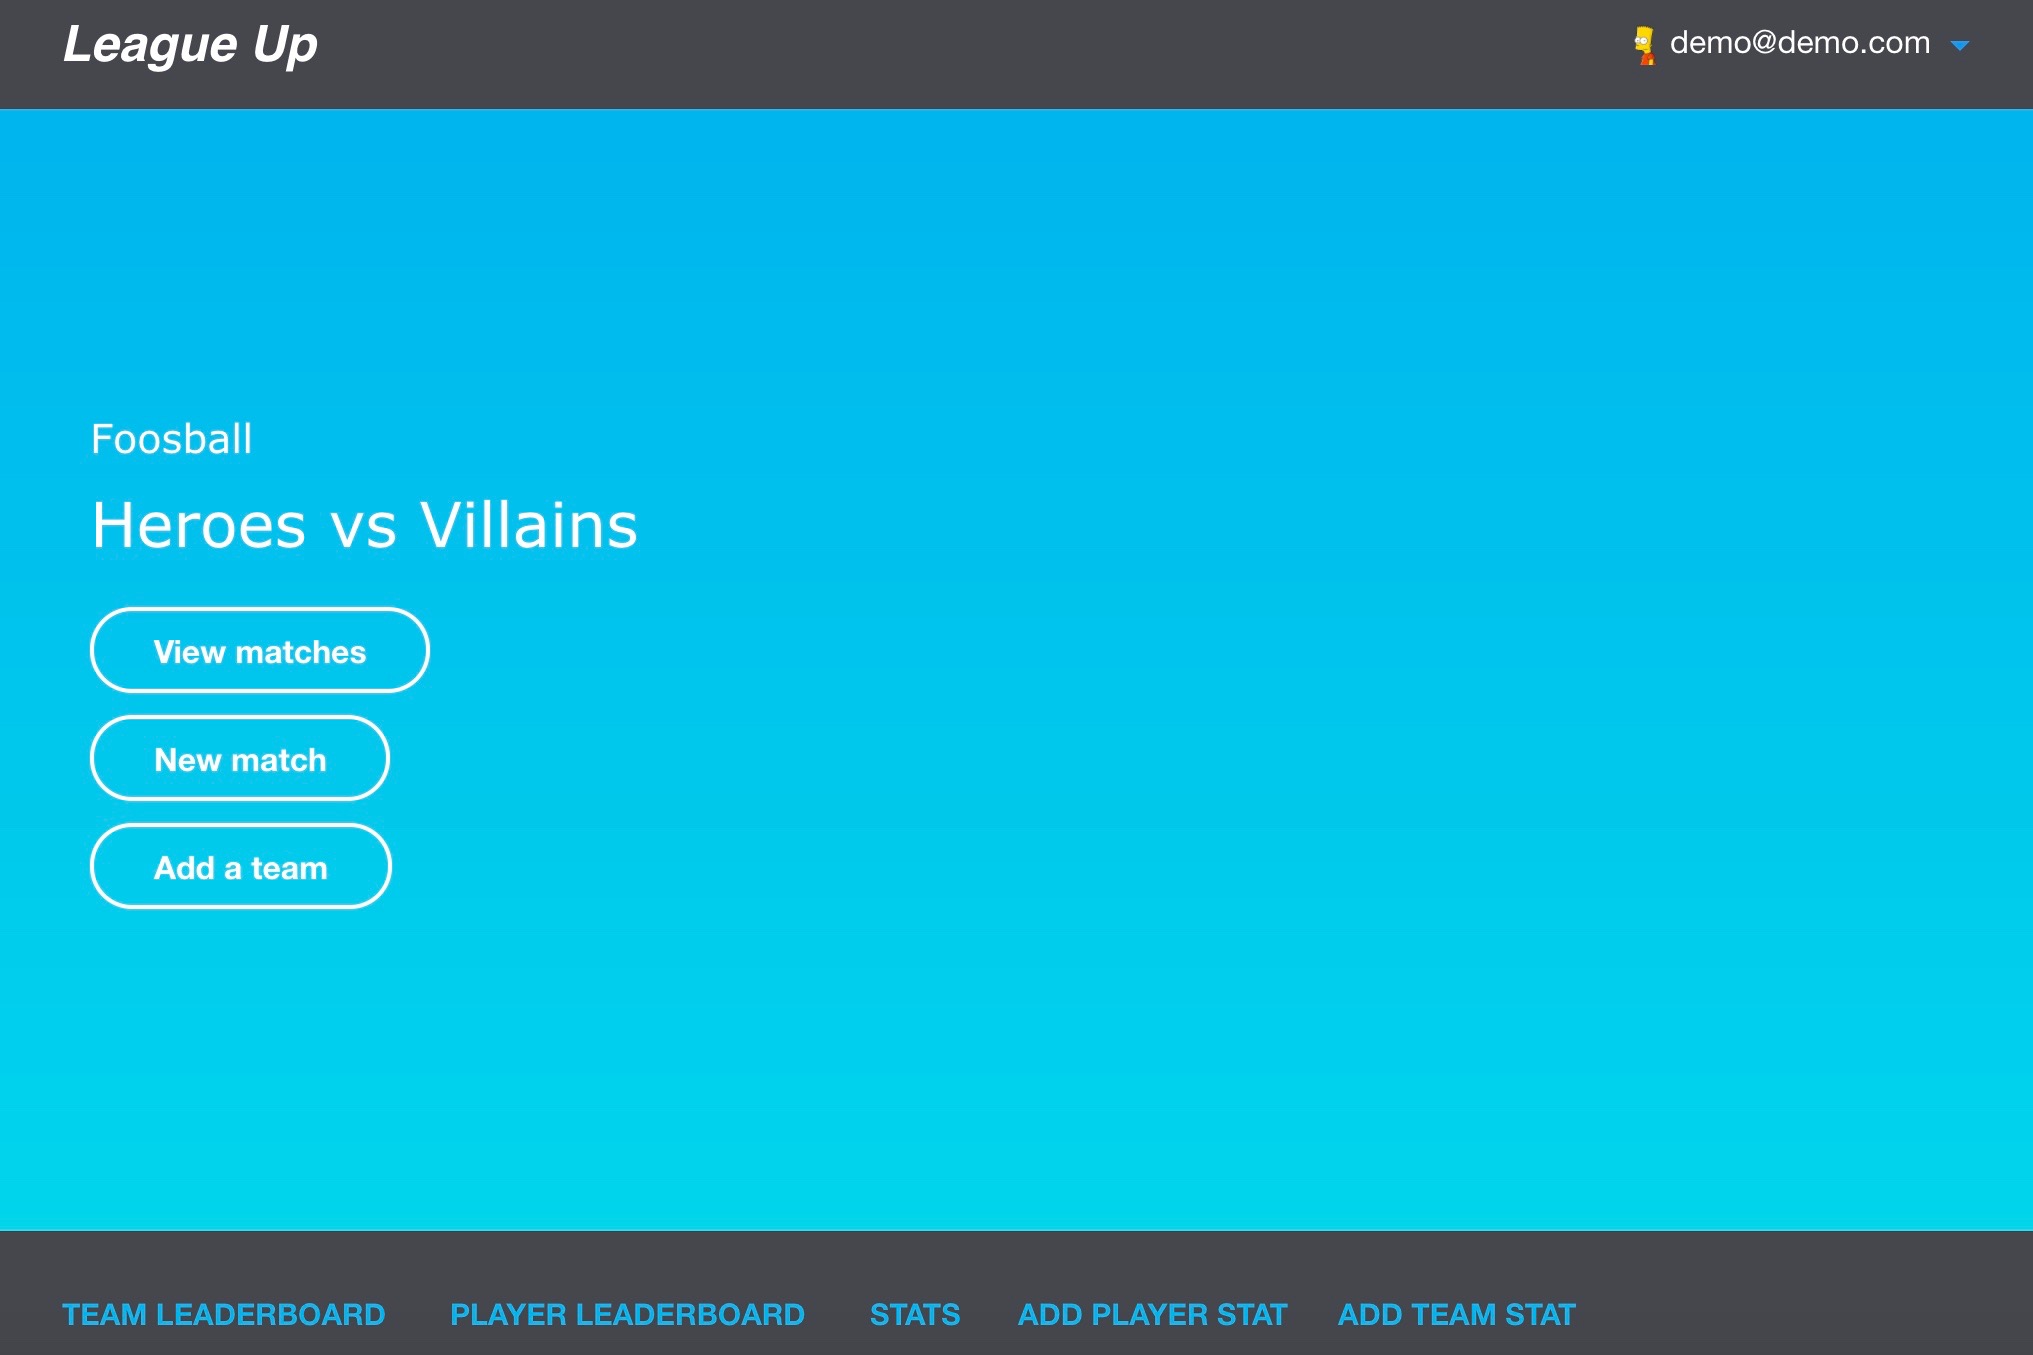 League Up
demo@demo.com
Foosball
Heroes vs Villains
View matches
New match
Add a team
TEAM LEADERBOARD PLAYER LEADERBOARD STATS ADD PLAYER STAT ADD TEAM STAT